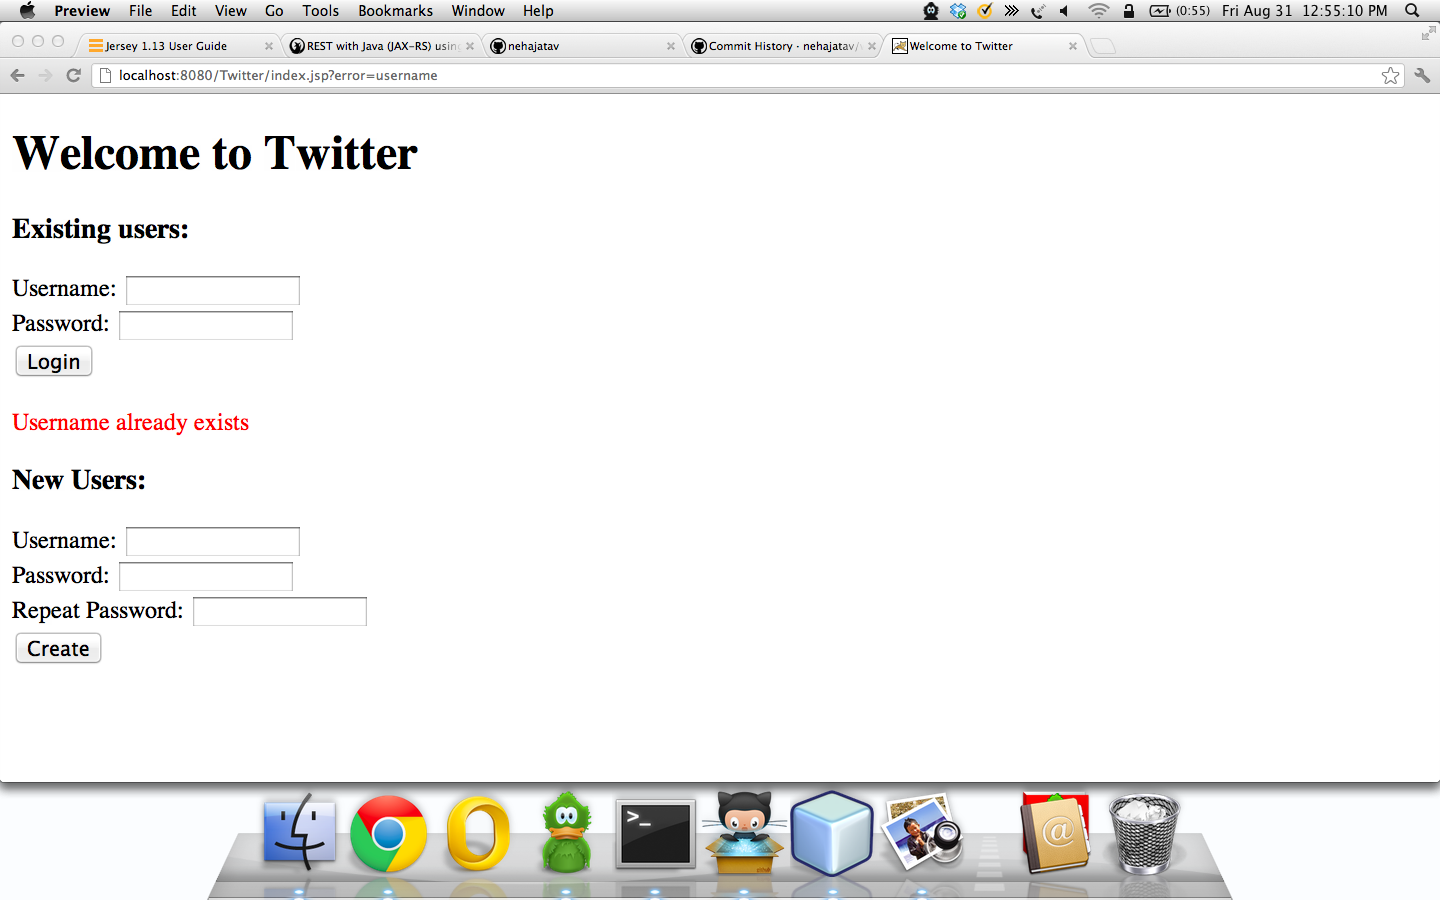 Preview File Edit View Go Tools Bookmarks Window Help (0:55) Fri Aug 31 12:55:10 PM
Jersey 1.13 User Guide REST with Java (JAX-RS) using nehajatav Commit History · nehajatav/ Welcome to Twitter
localhost:8080/Twitter/index.jsp?error=username
Welcome to Twitter
Existing users:
Username:
Password:
Login
Username already exists
New Users:
Username:
Password:
Repeat Password:
Create
>_
@